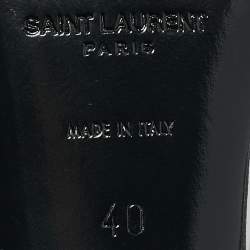 SAINT LAURENT
PARIS
MADE IN ITALY
40